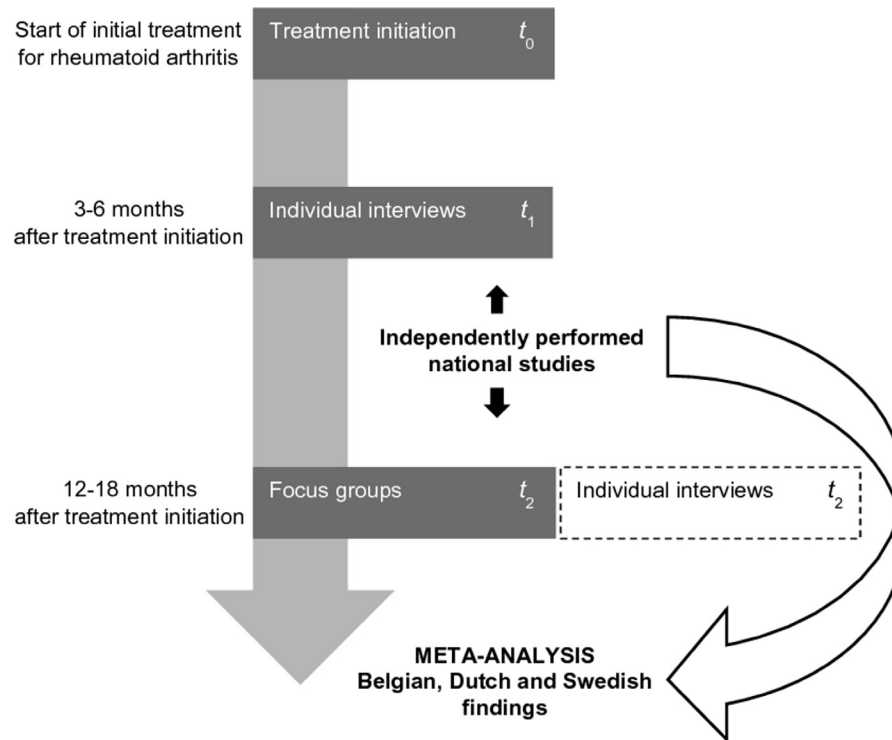 Start of initial treatment
for rheumatoid arthritis
Treatment initiation t0
3-6 months
after treatment initiation
Individual interviews t1
Independently performed
national studies
12-18 months
after treatment initiation
Focus groups t2
Individual interviews t2
META-ANALYSIS
Belgian, Dutch and Swedish
findings